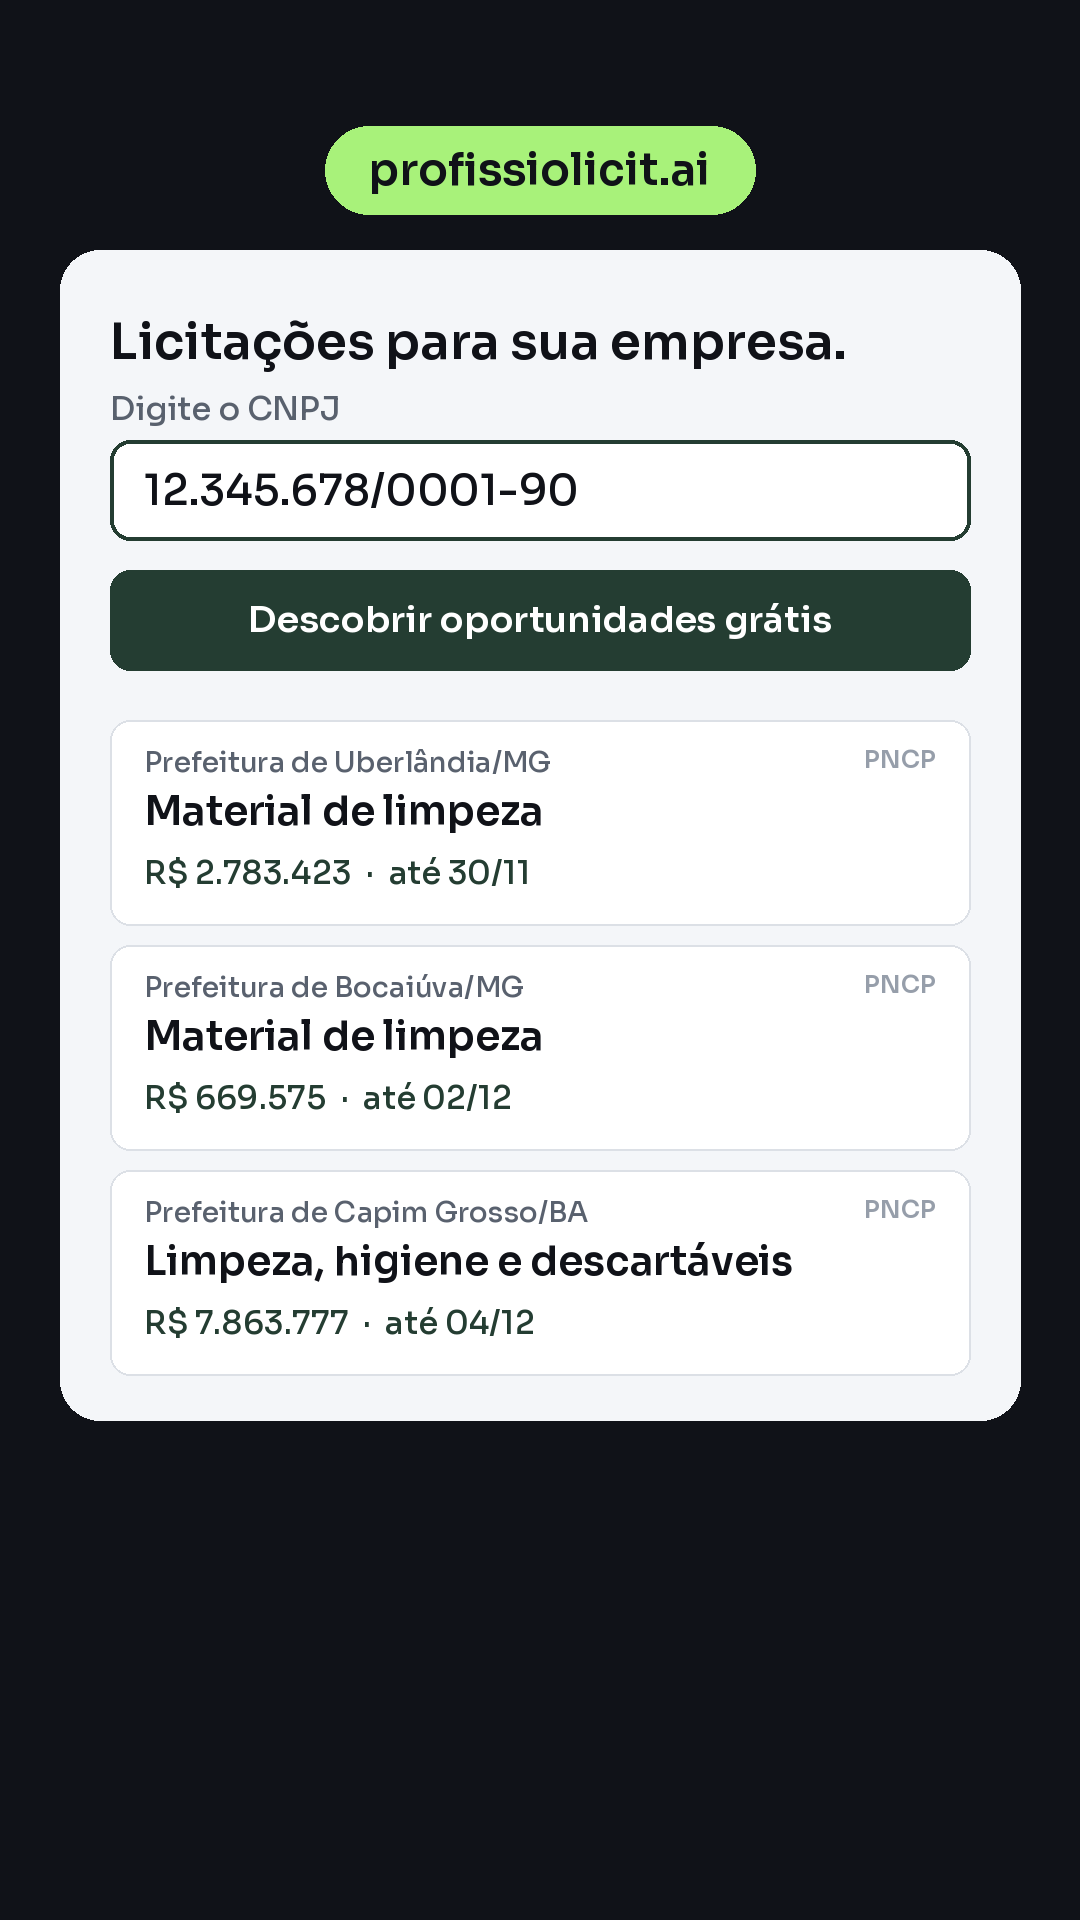 profissiolicit.ai
Licitações para sua empresa.
Digite o CNPJ
12.345.678/0001-90
Descobrir oportunidades grátis
Prefeitura de Uberlândia/MG
PNCP
Material de limpeza
R$ 2.783.423 · até 30/11
Prefeitura de Bocaiúva/MG
PNCP
Material de limpeza
R$ 669.575 · até 02/12
Prefeitura de Capim Grosso/BA
PNCP
Limpeza, higiene e descartáveis
R$ 7.863.777 · até 04/12